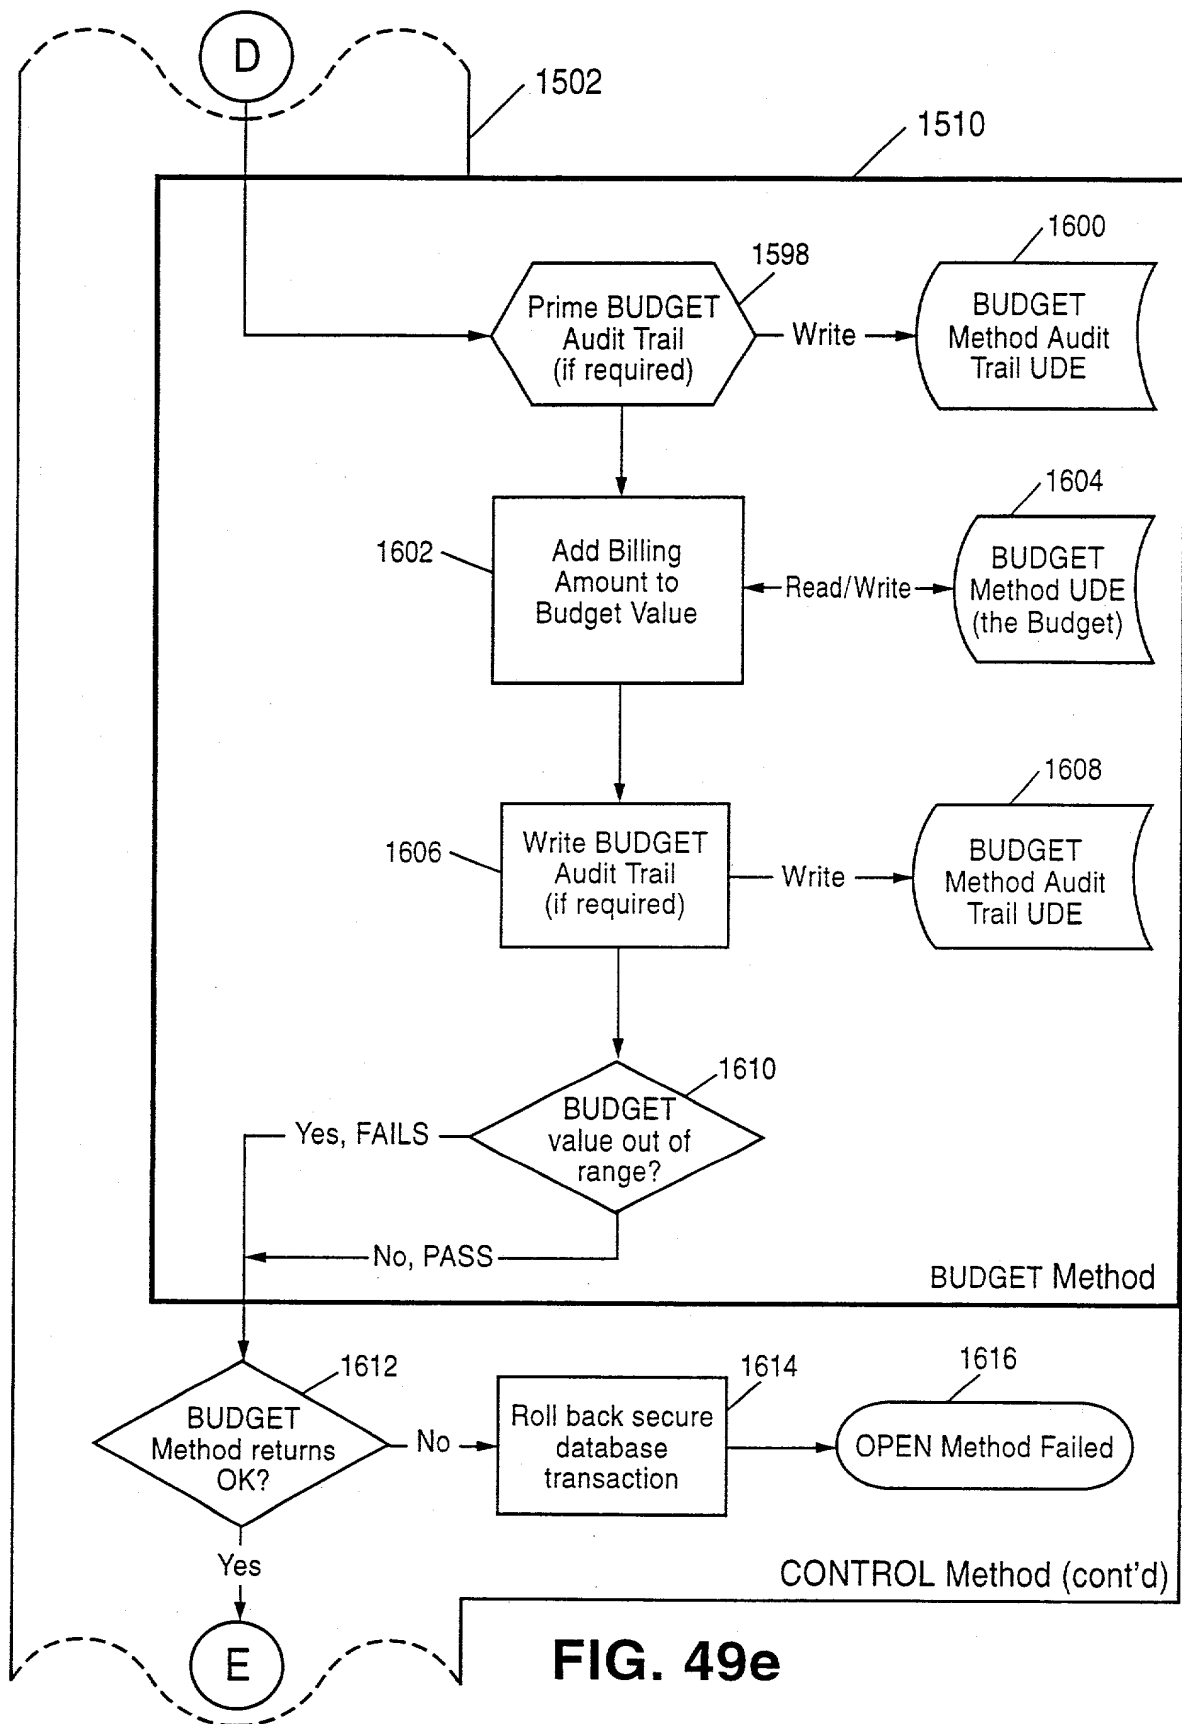 D
1502
1510
1598
Prime BUDGET
Audit Trail
(if required)
Write
1600
BUDGET
Method Audit
Trail UDE
1602
Add Billing
Amount to
Budget Value
Read/Write
1604
BUDGET
Method UDE
(the Budget)
1606
Write BUDGET
Audit Trail
(if required)
Write
1608
BUDGET
Method Audit
Trail UDE
1610
BUDGET
value out of
range?
Yes, FAILS
No, PASS
BUDGET Method
1612
BUDGET
Method returns
OK?
No
1614
Roll back secure
database
transaction
1616
OPEN Method Failed
Yes
CONTROL Method (cont'd)
E
FIG. 49e